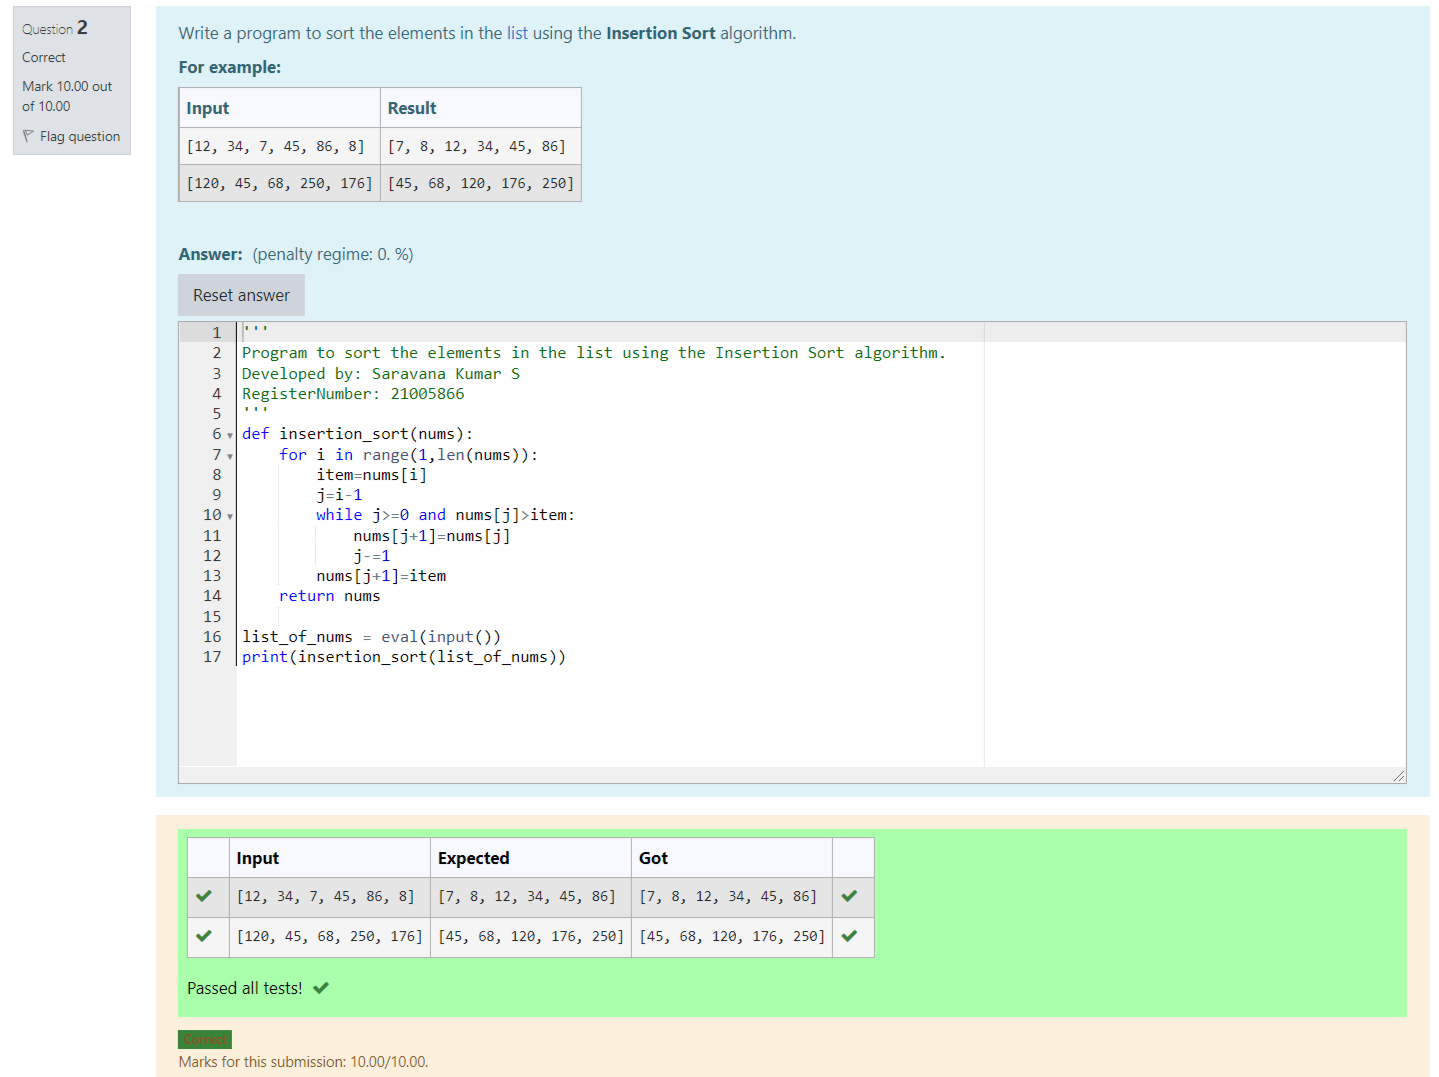 Question 2
Correct
Mark 10.00 out
of 10.00
Flag question
Write a program to sort the elements in the list using the Insertion Sort algorithm.
For example:
Input Result
[12, 34, 7, 45, 86, 8] [7, 8, 12, 34, 45, 86]
[120, 45, 68, 250, 176] [45, 68, 120, 176, 250]
Answer: (penalty regime: 0. %)
Reset answer
1 '''
2 Program to sort the elements in the list using the Insertion Sort algorithm.
3 Developed by: Saravana Kumar S
4 RegisterNumber: 21005866
5 '''
6 def insertion_sort(nums):
7     for i in range(1,len(nums)):
8         item=nums[i]
9         j=i-1
10         while j>=0 and nums[j]>item:
11             nums[j+1]=nums[j]
12             j-=1
13         nums[j+1]=item
14     return nums
15
16 list_of_nums = eval(input())
17 print(insertion_sort(list_of_nums))
Input Expected Got
[12, 34, 7, 45, 86, 8] [7, 8, 12, 34, 45, 86] [7, 8, 12, 34, 45, 86]
[120, 45, 68, 250, 176] [45, 68, 120, 176, 250] [45, 68, 120, 176, 250]
Passed all tests!
Correct
Marks for this submission: 10.00/10.00.